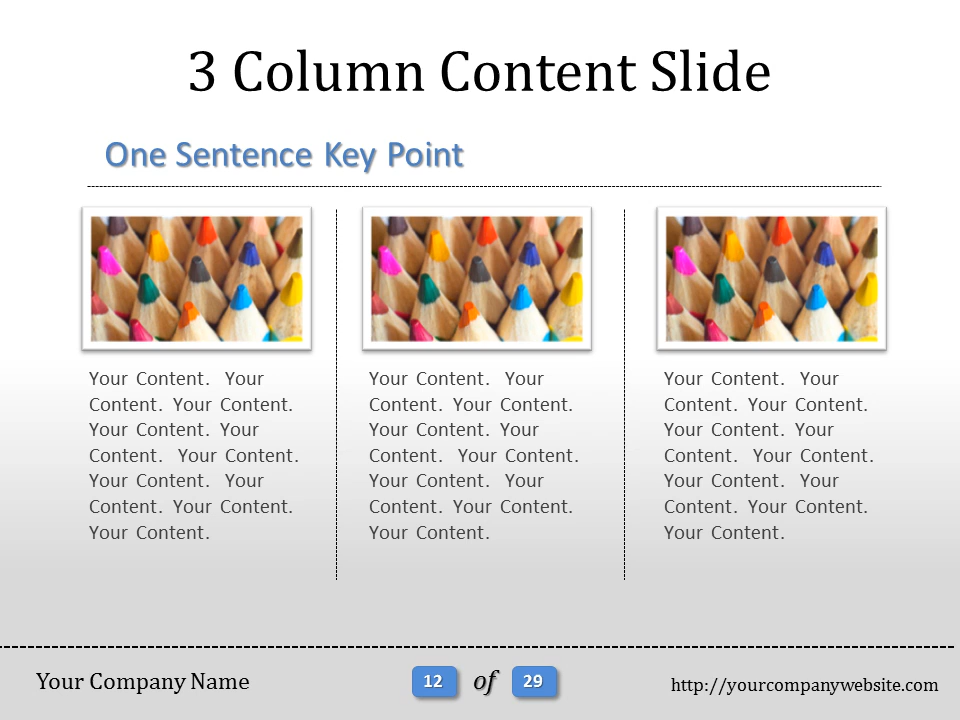 3 Column Content Slide
One Sentence Key Point
Your Content.  Your
Content. Your Content.
Your Content. Your
Content.  Your Content.
Your Content.  Your
Content. Your Content.
Your Content.
Your Content.  Your
Content. Your Content.
Your Content. Your
Content.  Your Content.
Your Content.  Your
Content. Your Content.
Your Content.
Your Content.  Your
Content. Your Content.
Your Content. Your
Content.  Your Content.
Your Content.  Your
Content. Your Content.
Your Content.
Your Company Name
12 of 29
http://yourcompanywebsite.com